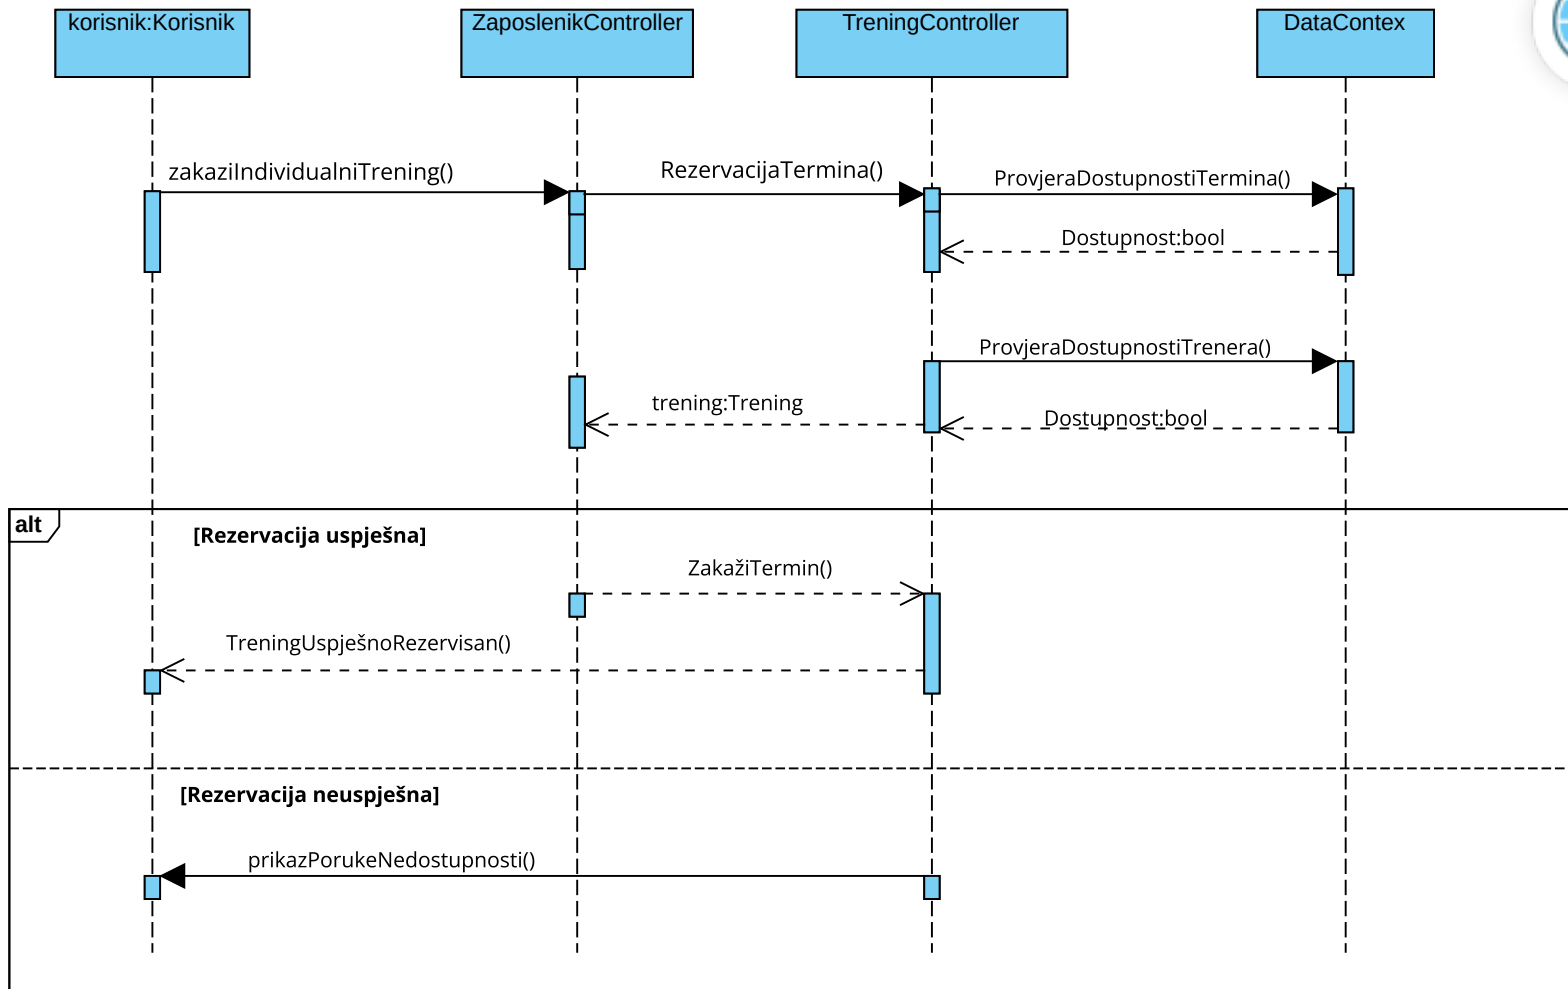 korisnik:Korisnik
ZaposlenikController
TreningController
DataContex
zakaziIndividualniTrening()
RezervacijaTermina()
ProvjeraDostupnostiTermina()
Dostupnost:bool
ProvjeraDostupnostiTrenera()
trening:Trening
Dostupnost:bool
alt
[Rezervacija uspješna]
ZakažiTermin()
TreningUspješnoRezervisan()
[Rezervacija neuspješna]
prikazPorukeNedostupnosti()